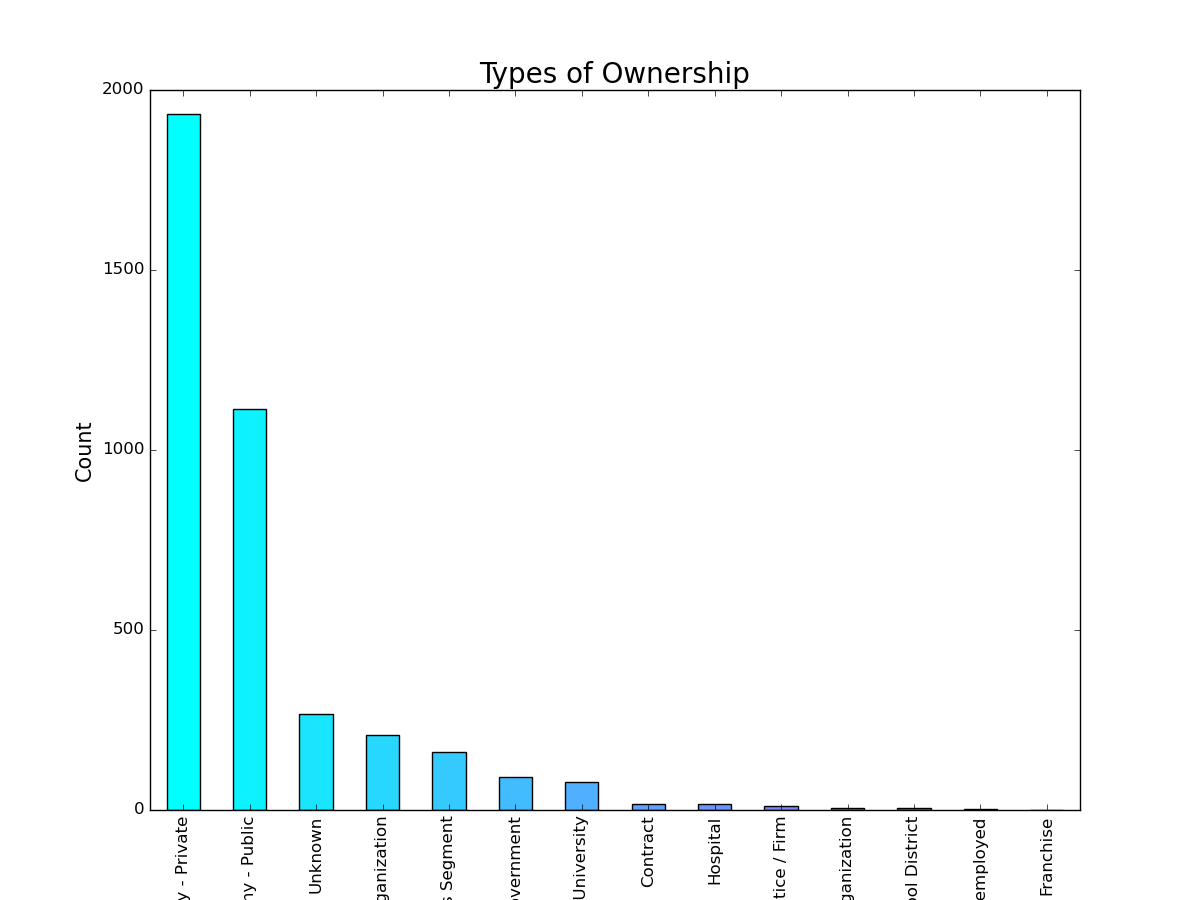 Types of Ownership
2000
1500
1000
500
0
Count
y - Private
ny - Public
Unknown
ganization
s Segment
overnment
University
Contract
Hospital
tice / Firm
ganization
ool District
employed
Franchise